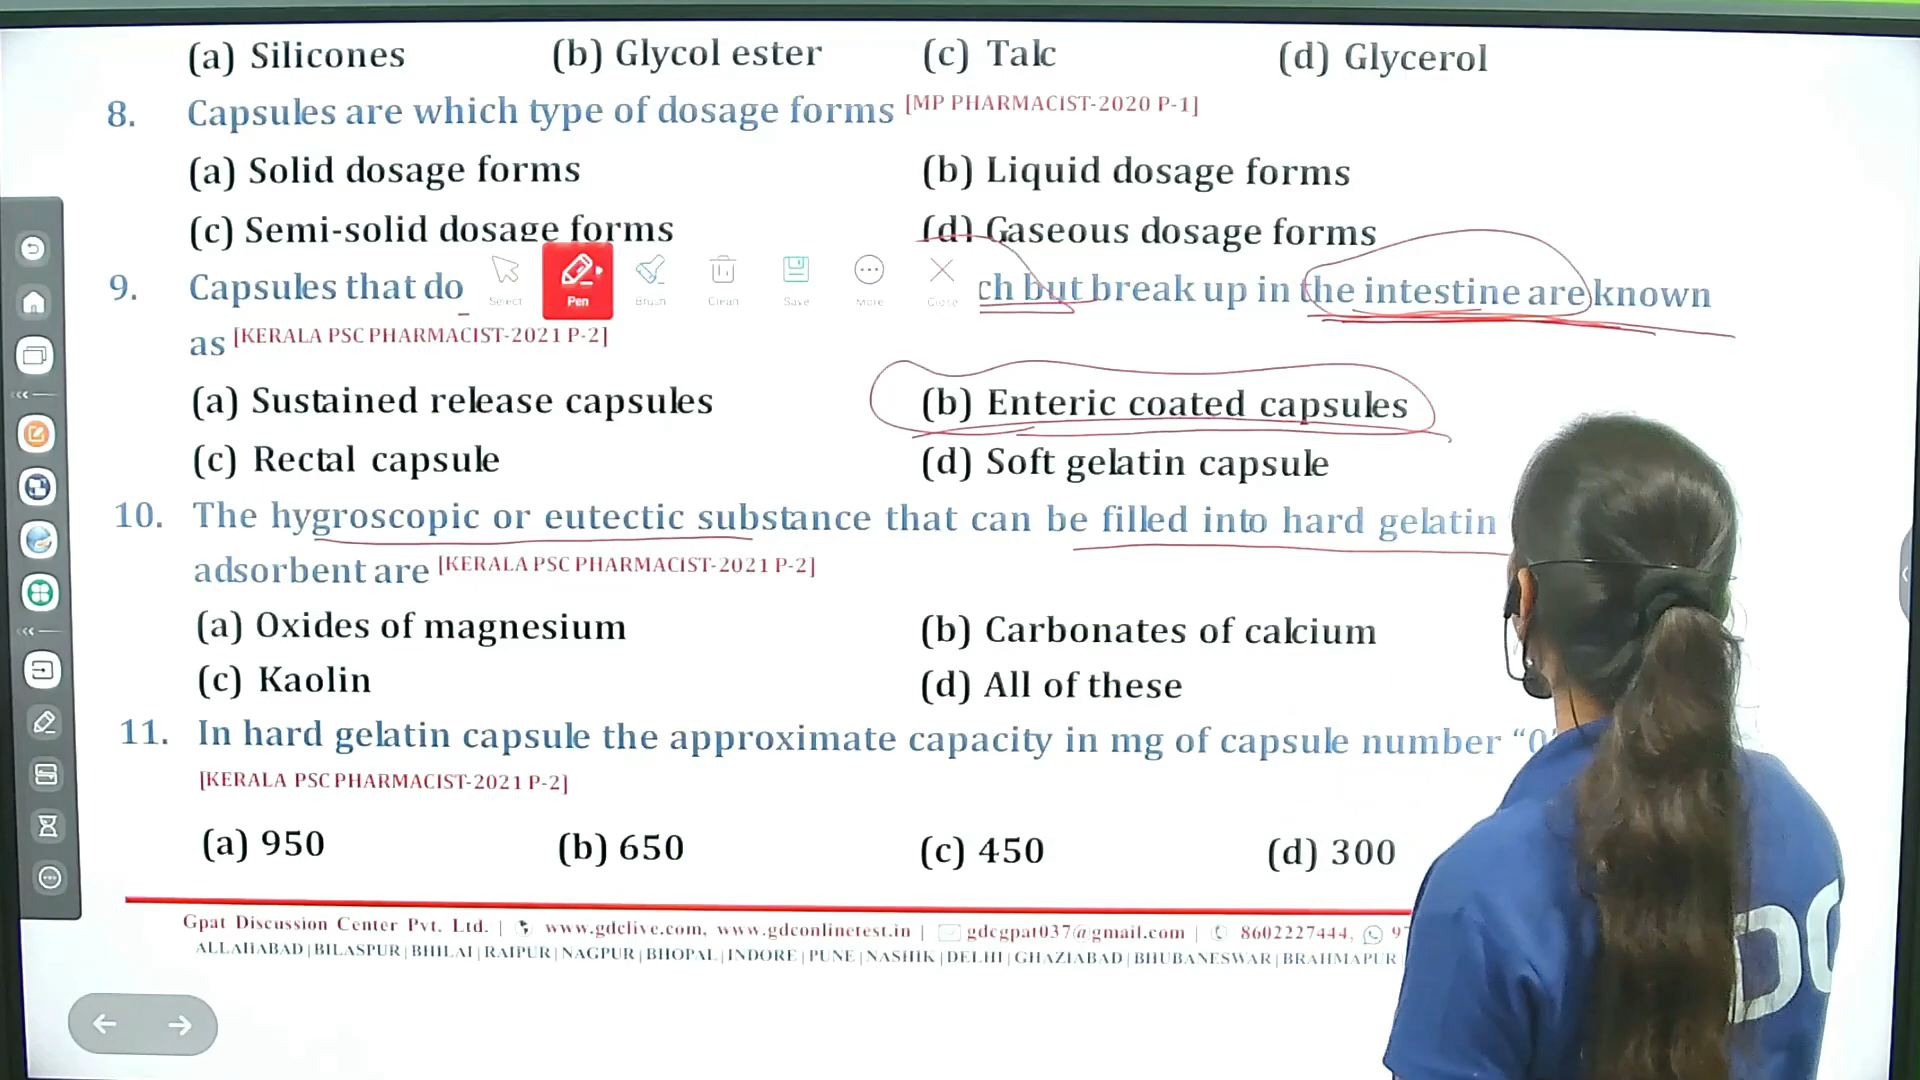 (a) Silicones (b) Glycol ester (c) Talc (d) Glycerol
8. Capsules are which type of dosage forms [MP PHARMACIST-2020 P-1]
(a) Solid dosage forms (b) Liquid dosage forms
(c) Semi-solid dosage forms (d) Gaseous dosage forms
Select Pen Brush Clean Save More Close
9. Capsules that do ch but break up in the intestine are known
as [KERALA PSC PHARMACIST-2021 P-2]
(a) Sustained release capsules (b) Enteric coated capsules
(c) Rectal capsule (d) Soft gelatin capsule
10. The hygroscopic or eutectic substance that can be filled into hard gelatin
adsorbent are [KERALA PSC PHARMACIST-2021 P-2]
(a) Oxides of magnesium (b) Carbonates of calcium
(c) Kaolin (d) All of these
11. In hard gelatin capsule the approximate capacity in mg of capsule number "0"
[KERALA PSC PHARMACIST-2021 P-2]
(a) 950 (b) 650 (c) 450 (d) 300
Gpat Discussion Center Pvt. Ltd. | www.gdclive.com, www.gdconlinetest.in | gdcgpat037@gmail.com | 8602227444, 97
ALLAHABAD | BILASPUR | BHILAI | RAIPUR | NAGPUR | BHOPAL | INDORE | PUNE | NASHIK | DELHI | GHAZIABAD | BHUBANESWAR | BRAHMAPUR